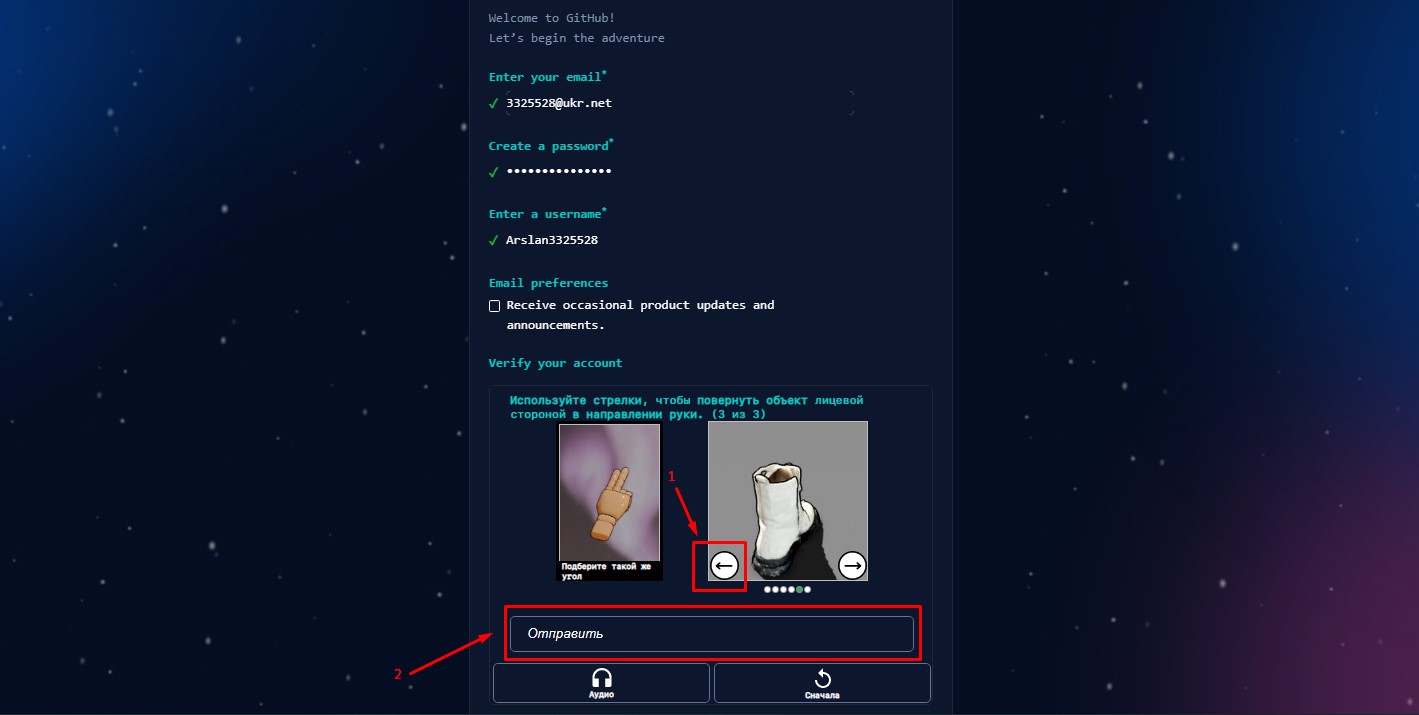 Welcome to GitHub!
Let’s begin the adventure
Enter your email*
✓ 3325528@ukr.net
Create a password*
✓ •••••••••••••••
Enter a username*
✓ Arslan3325528
Email preferences
Receive occasional product updates and
announcements.
Verify your account
Используйте стрелки, чтобы повернуть объект лицевой
стороной в направлении руки. (3 из 3)
1
Подберите такой же
угол
Отправить
2
Аудио
Сначала